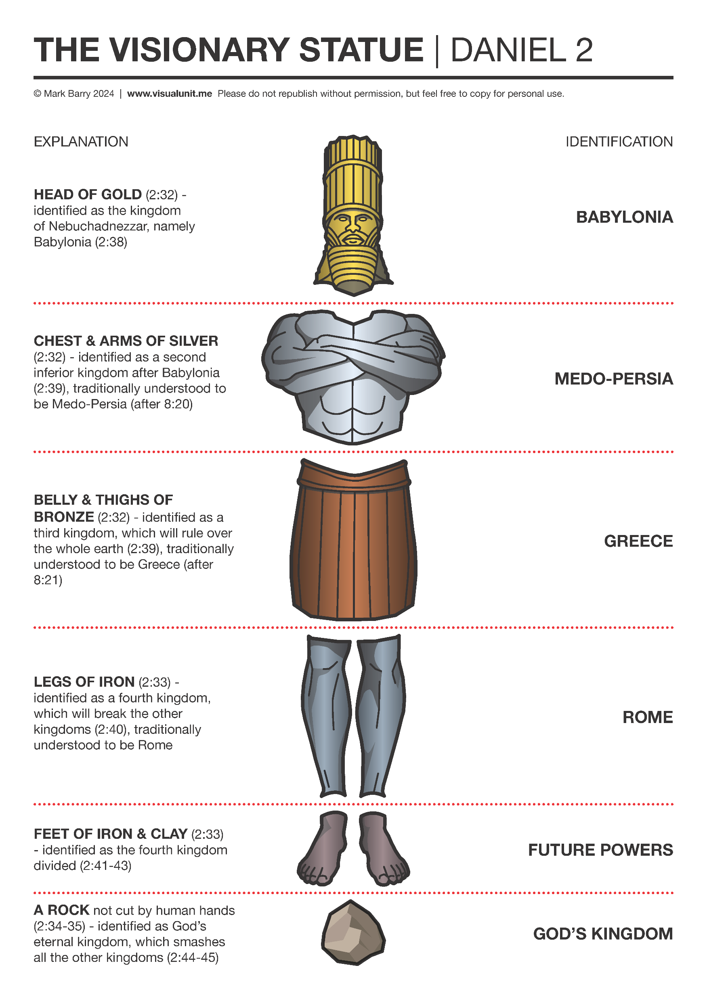 THE VISIONARY STATUE | DANIEL 2
© Mark Barry 2024 | www.visualunit.me Please do not republish without permission, but feel free to copy for personal use.
EXPLANATION
IDENTIFICATION
HEAD OF GOLD (2:32) -
identified as the kingdom
of Nebuchadnezzar, namely
Babylonia (2:38)
BABYLONIA
CHEST & ARMS OF SILVER
(2:32) - identified as a second
inferior kingdom after Babylonia
(2:39), traditionally understood to
be Medo-Persia (after 8:20)
MEDO-PERSIA
BELLY & THIGHS OF
BRONZE (2:32) - identified as a
third kingdom, which will rule over
the whole earth (2:39), traditionally
understood to be Greece (after
8:21)
GREECE
LEGS OF IRON (2:33) -
identified as a fourth kingdom,
which will break the other
kingdoms (2:40), traditionally
understood to be Rome
ROME
FEET OF IRON & CLAY (2:33)
- identified as the fourth kingdom
divided (2:41-43)
FUTURE POWERS
A ROCK not cut by human hands
(2:34-35) - identified as God’s
eternal kingdom, which smashes
all the other kingdoms (2:44-45)
GOD’S KINGDOM